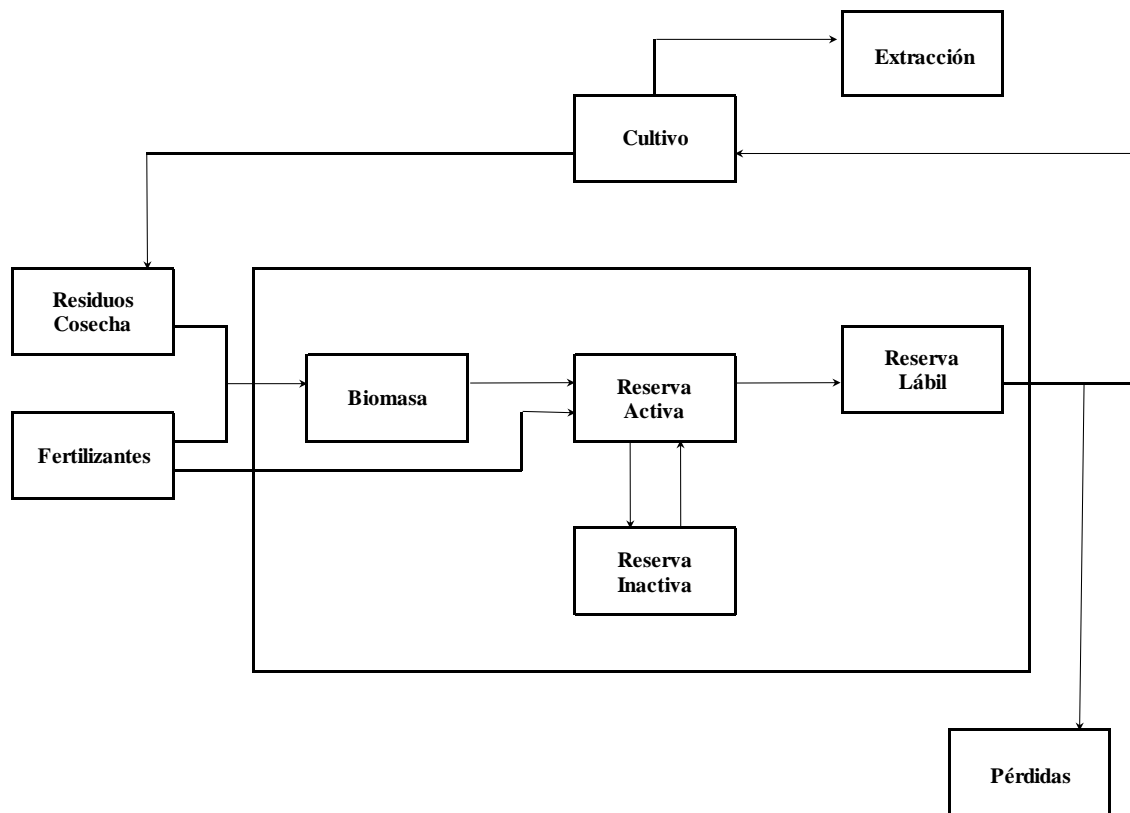 Extracción
Cultivo
Residuos
Cosecha
Biomasa
Reserva
Activa
Reserva
Lábil
Fertilizantes
Reserva
Inactiva
Pérdidas